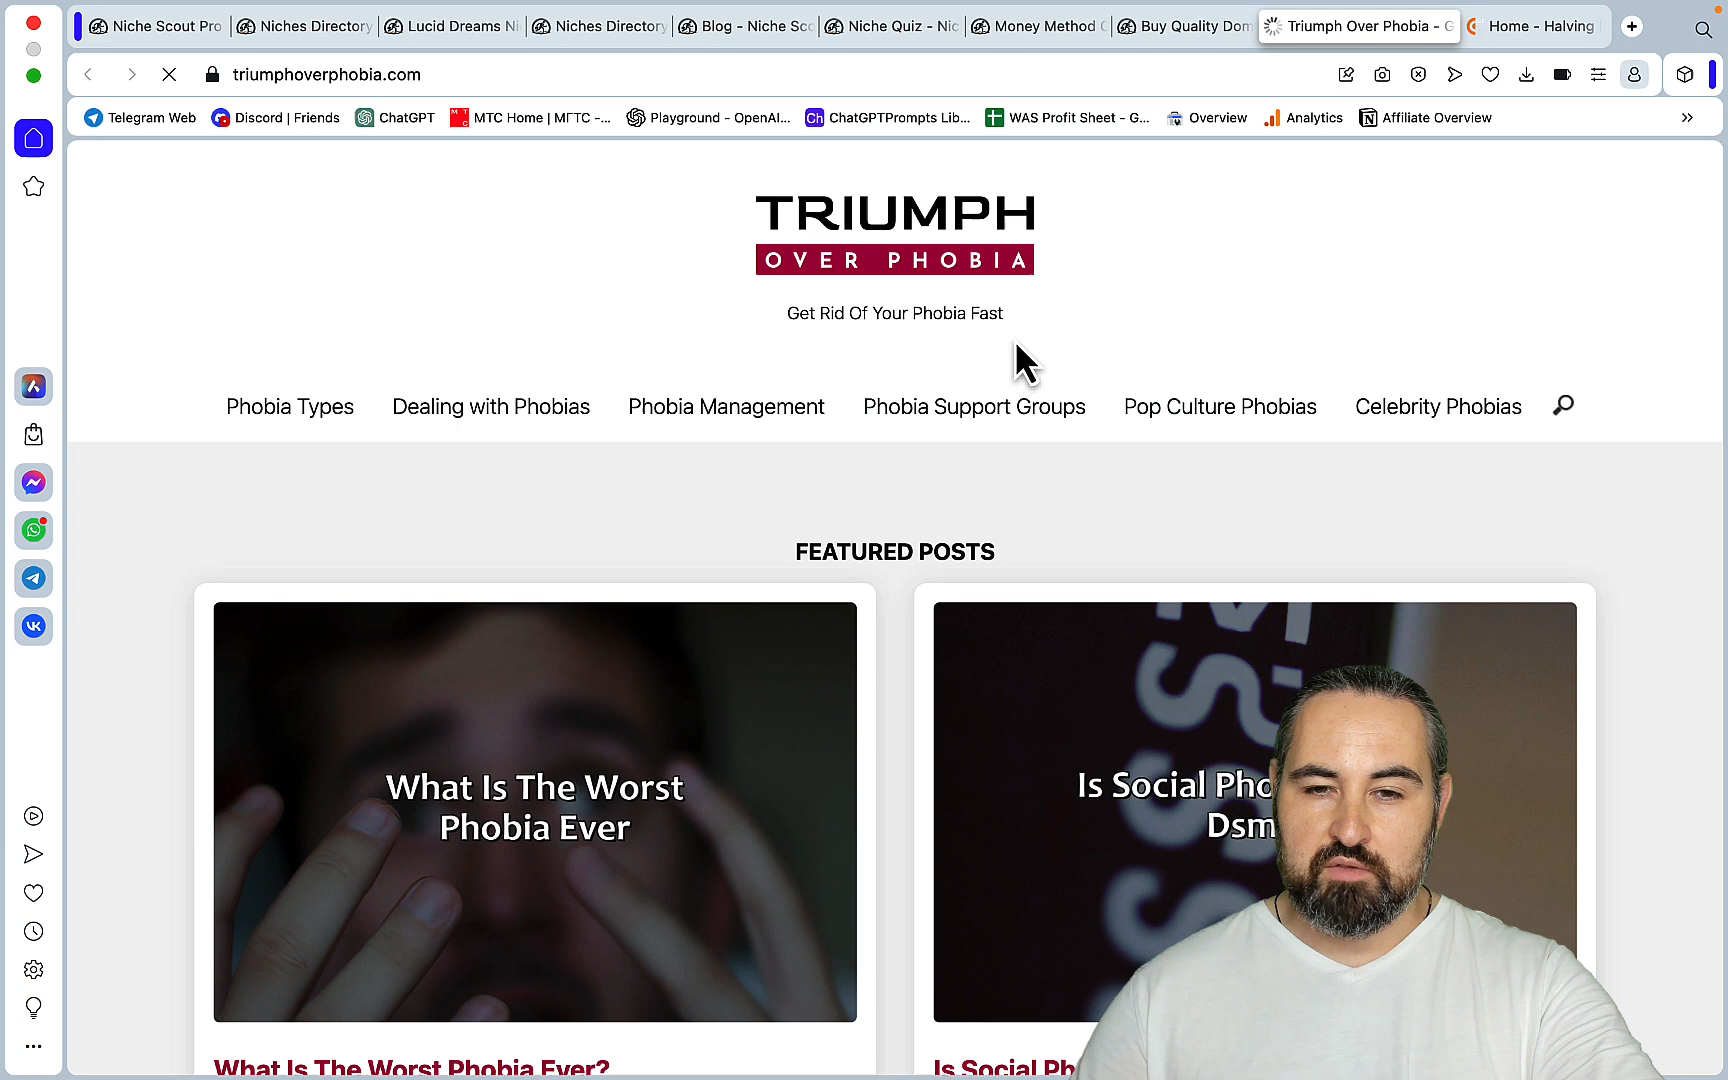 Niche Scout Pro
Niches Directory
Lucid Dreams Ni
Niches Directory
Blog - Niche Sc
Niche Quiz - Nic
Money Method
Buy Quality Dom
Triumph Over Phobia - G
Home - Halving
triumphoverphobia.com
Telegram Web
Discord | Friends
ChatGPT
МТС Home | МГТС -...
Playground - OpenAI...
Ch ChatGPTPrompts Lib...
WAS Profit Sheet - G...
Overview
Analytics
Affiliate Overview
TRIUMPH
OVER PHOBIA
Get Rid Of Your Phobia Fast
Phobia Types
Dealing with Phobias
Phobia Management
Phobia Support Groups
Pop Culture Phobias
Celebrity Phobias
FEATURED POSTS
What Is The Worst
Phobia Ever
Is Social Pho
Dsm
What Is The Worst Phobia Ever?
Is Social Ph